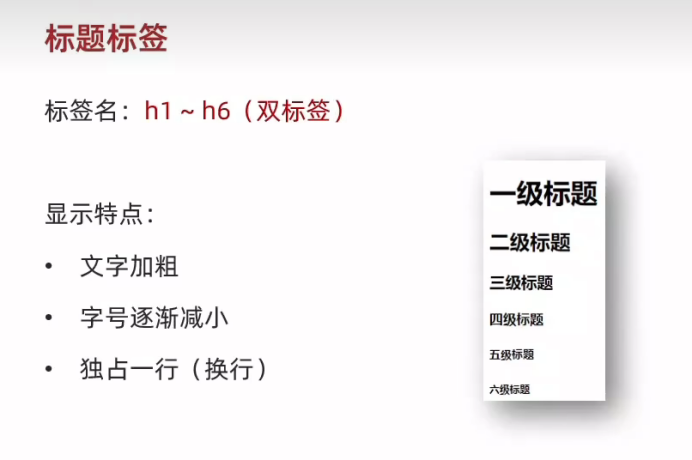 标题标签
标签名：h1 ~ h6（双标签）
显示特点：
• 文字加粗
• 字号逐渐减小
• 独占一行（换行）
一级标题
二级标题
三级标题
四级标题
五级标题
六级标题